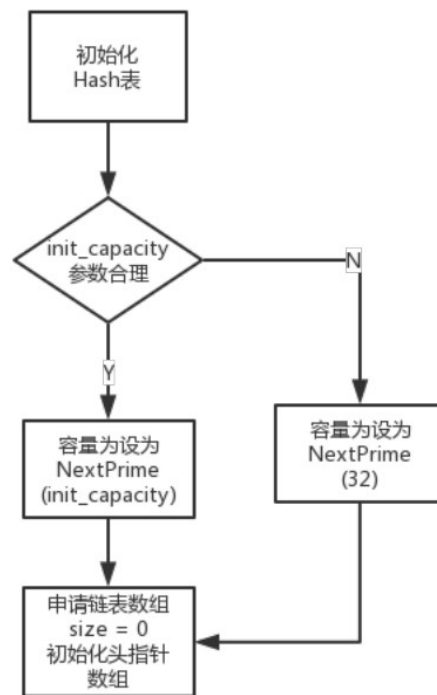 初始化
Hash表
init_capacity
参数合理
N
Y
容量为设为
NextPrime
(init_capacity)
容量为设为
NextPrime
(32)
申请链表数组
size = 0
初始化头指针
数组